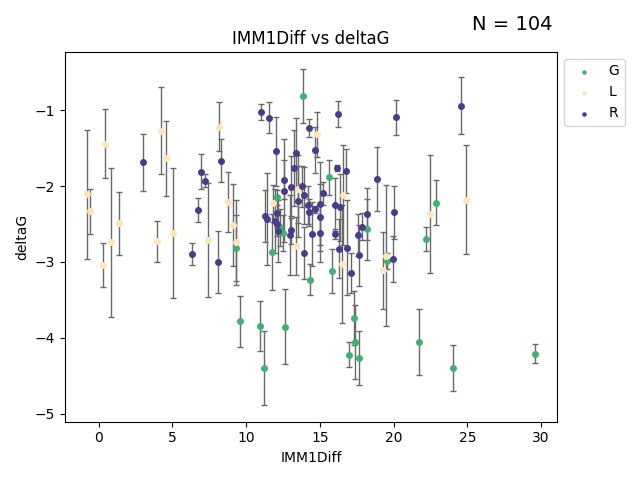 N = 104
IMM1Diff vs deltaG
G
L
R
−1
−2
−3
−4
−5
deltaG
0 5 10 15 20 25 30
IMM1Diff